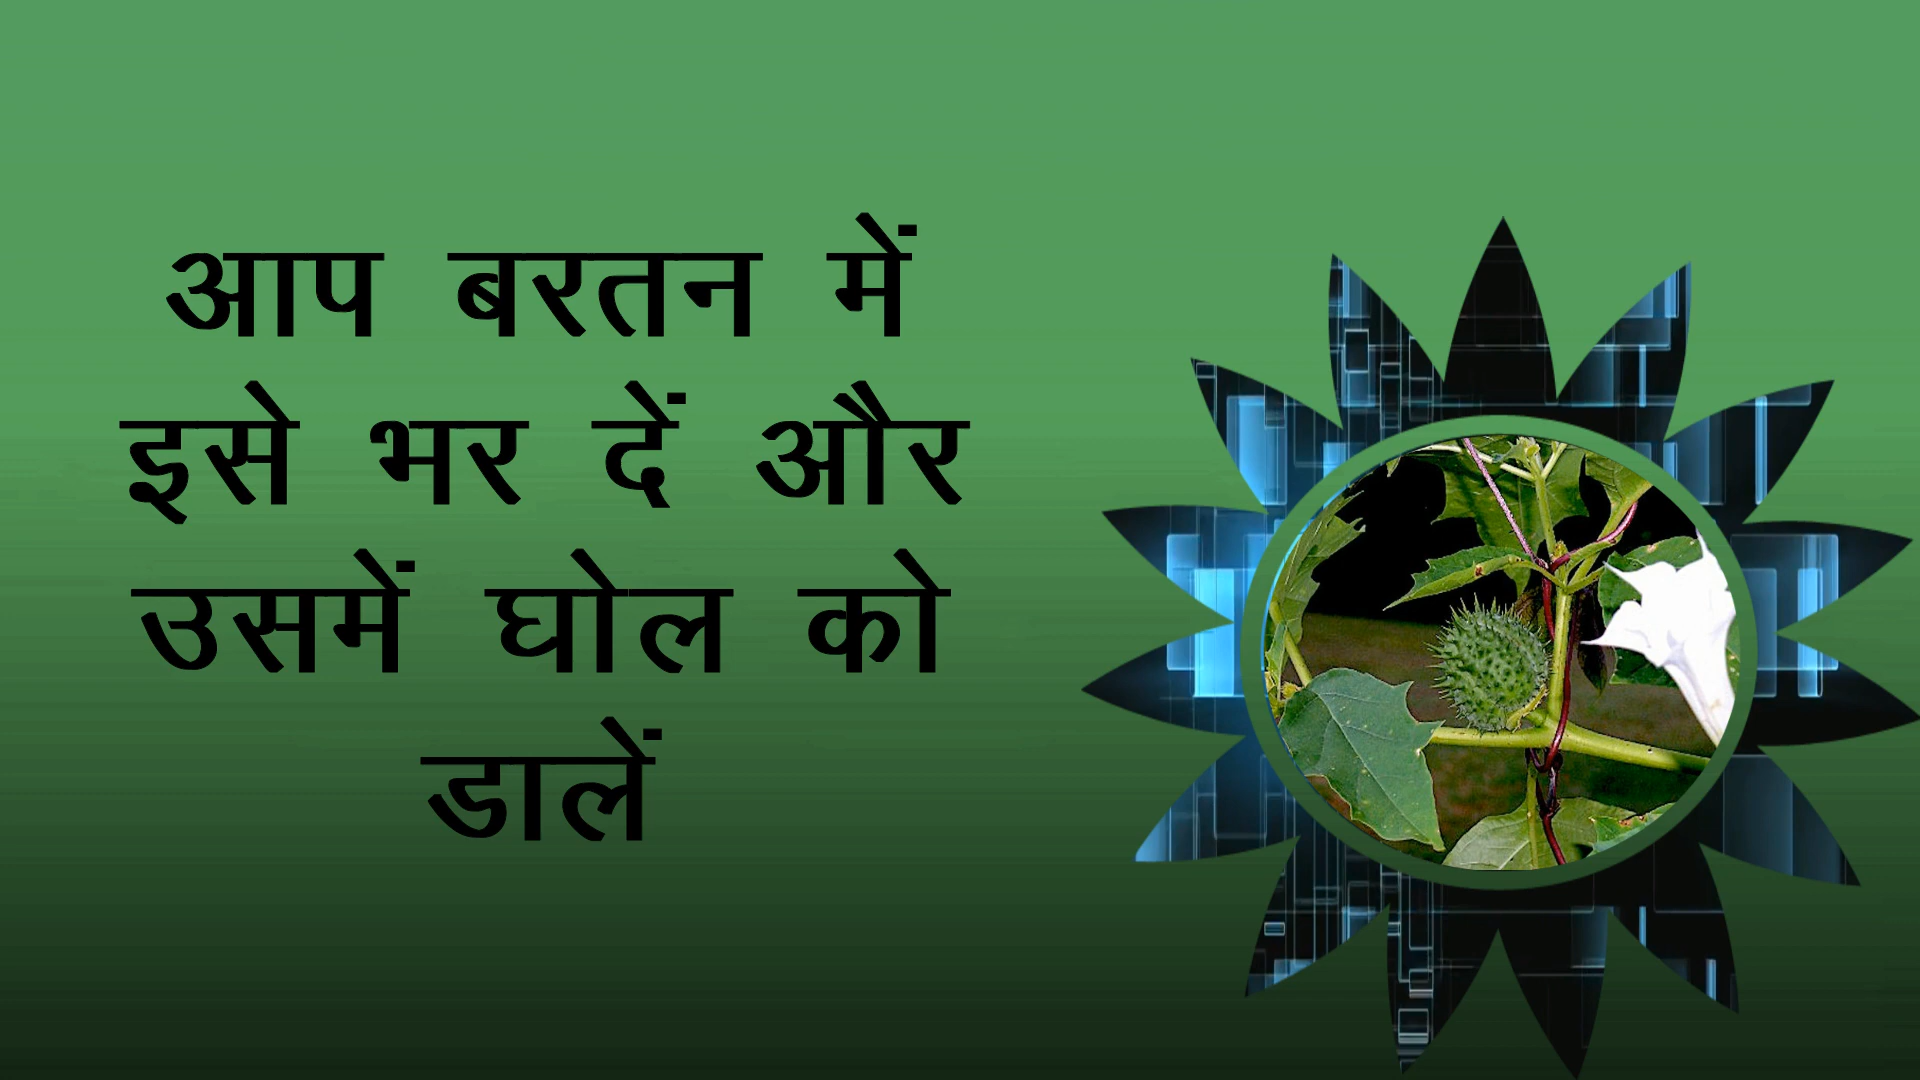 आप बरतन में
इसे भर दें और
उसमें घोल को
डालें